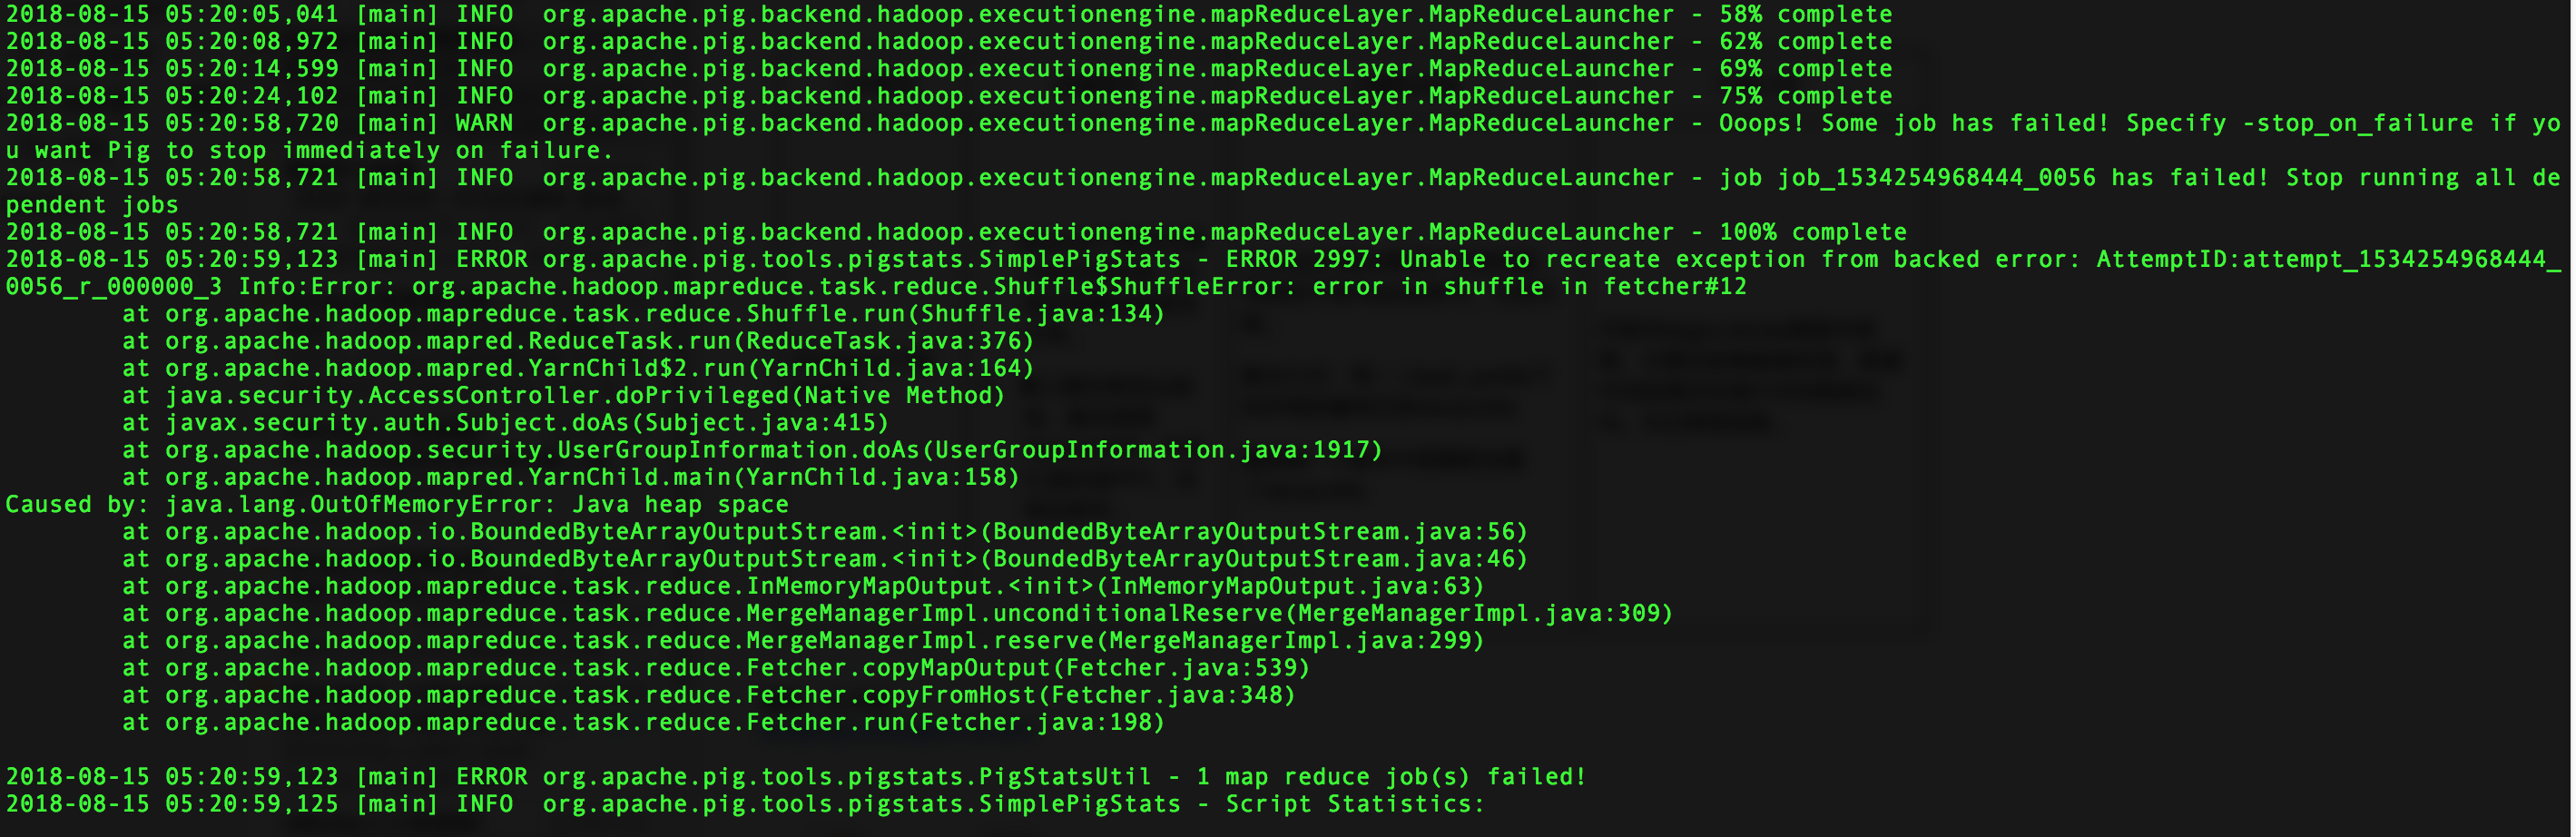 2018-08-15 05:20:05,041 [main] INFO  org.apache.pig.backend.hadoop.executionengine.mapReduceLayer.MapReduceLauncher - 58% complete
2018-08-15 05:20:08,972 [main] INFO  org.apache.pig.backend.hadoop.executionengine.mapReduceLayer.MapReduceLauncher - 62% complete
2018-08-15 05:20:14,599 [main] INFO  org.apache.pig.backend.hadoop.executionengine.mapReduceLayer.MapReduceLauncher - 69% complete
2018-08-15 05:20:24,102 [main] INFO  org.apache.pig.backend.hadoop.executionengine.mapReduceLayer.MapReduceLauncher - 75% complete
2018-08-15 05:20:58,720 [main] WARN  org.apache.pig.backend.hadoop.executionengine.mapReduceLayer.MapReduceLauncher - Ooops! Some job has failed! Specify -stop_on_failure if yo
u want Pig to stop immediately on failure.
2018-08-15 05:20:58,721 [main] INFO  org.apache.pig.backend.hadoop.executionengine.mapReduceLayer.MapReduceLauncher - job job_1534254968444_0056 has failed! Stop running all de
pendent jobs
2018-08-15 05:20:58,721 [main] INFO  org.apache.pig.backend.hadoop.executionengine.mapReduceLayer.MapReduceLauncher - 100% complete
2018-08-15 05:20:59,123 [main] ERROR org.apache.pig.tools.pigstats.SimplePigStats - ERROR 2997: Unable to recreate exception from backed error: AttemptID:attempt_1534254968444_
0056_r_000000_3 Info:Error: org.apache.hadoop.mapreduce.task.reduce.Shuffle$ShuffleError: error in shuffle in fetcher#12
        at org.apache.hadoop.mapreduce.task.reduce.Shuffle.run(Shuffle.java:134)
        at org.apache.hadoop.mapred.ReduceTask.run(ReduceTask.java:376)
        at org.apache.hadoop.mapred.YarnChild$2.run(YarnChild.java:164)
        at java.security.AccessController.doPrivileged(Native Method)
        at javax.security.auth.Subject.doAs(Subject.java:415)
        at org.apache.hadoop.security.UserGroupInformation.doAs(UserGroupInformation.java:1917)
        at org.apache.hadoop.mapred.YarnChild.main(YarnChild.java:158)
Caused by: java.lang.OutOfMemoryError: Java heap space
        at org.apache.hadoop.io.BoundedByteArrayOutputStream.<init>(BoundedByteArrayOutputStream.java:56)
        at org.apache.hadoop.io.BoundedByteArrayOutputStream.<init>(BoundedByteArrayOutputStream.java:46)
        at org.apache.hadoop.mapreduce.task.reduce.InMemoryMapOutput.<init>(InMemoryMapOutput.java:63)
        at org.apache.hadoop.mapreduce.task.reduce.MergeManagerImpl.unconditionalReserve(MergeManagerImpl.java:309)
        at org.apache.hadoop.mapreduce.task.reduce.MergeManagerImpl.reserve(MergeManagerImpl.java:299)
        at org.apache.hadoop.mapreduce.task.reduce.Fetcher.copyMapOutput(Fetcher.java:539)
        at org.apache.hadoop.mapreduce.task.reduce.Fetcher.copyFromHost(Fetcher.java:348)
        at org.apache.hadoop.mapreduce.task.reduce.Fetcher.run(Fetcher.java:198)

2018-08-15 05:20:59,123 [main] ERROR org.apache.pig.tools.pigstats.PigStatsUtil - 1 map reduce job(s) failed!
2018-08-15 05:20:59,125 [main] INFO  org.apache.pig.tools.pigstats.SimplePigStats - Script Statistics: